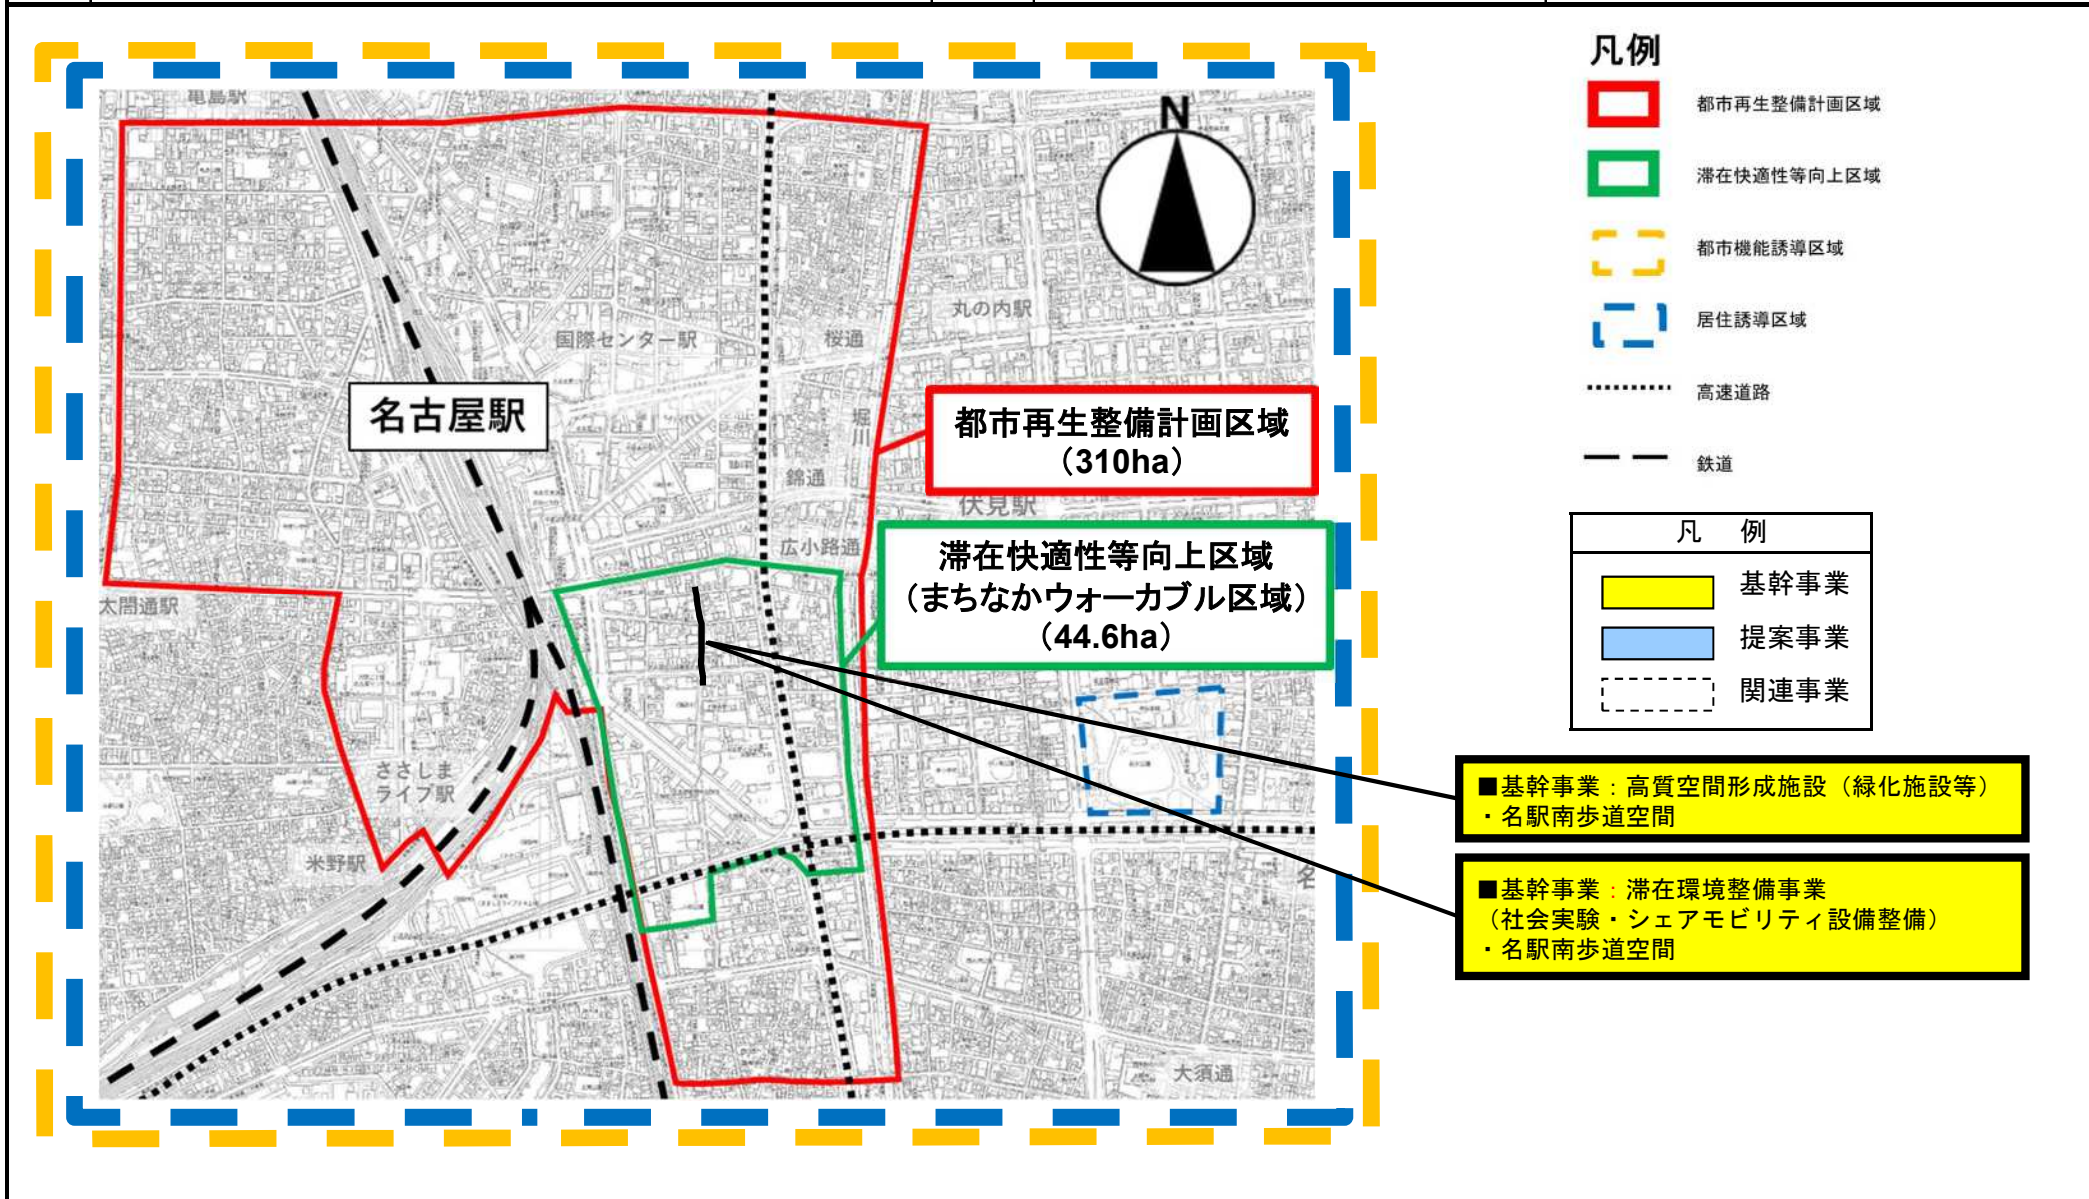 亀島駅
N
丸の内駅
国際センター駅
桜通
名古屋駅
堀川
都市再生整備計画区域
（310ha）
錦通
伏見駅
広小路通
滞在快適性等向上区域
（まちなかウォーカブル区域）
（44.6ha）
太閤通駅
ささしま
ライブ駅
米野駅
名
大須通
凡例
都市再生整備計画区域
滞在快適性等向上区域
都市機能誘導区域
居住誘導区域
高速道路
鉄道
凡 例
基幹事業
提案事業
関連事業
■基幹事業：高質空間形成施設（緑化施設等）
・名駅南歩道空間
■基幹事業：滞在環境整備事業
（社会実験・シェアモビリティ設備整備）
・名駅南歩道空間